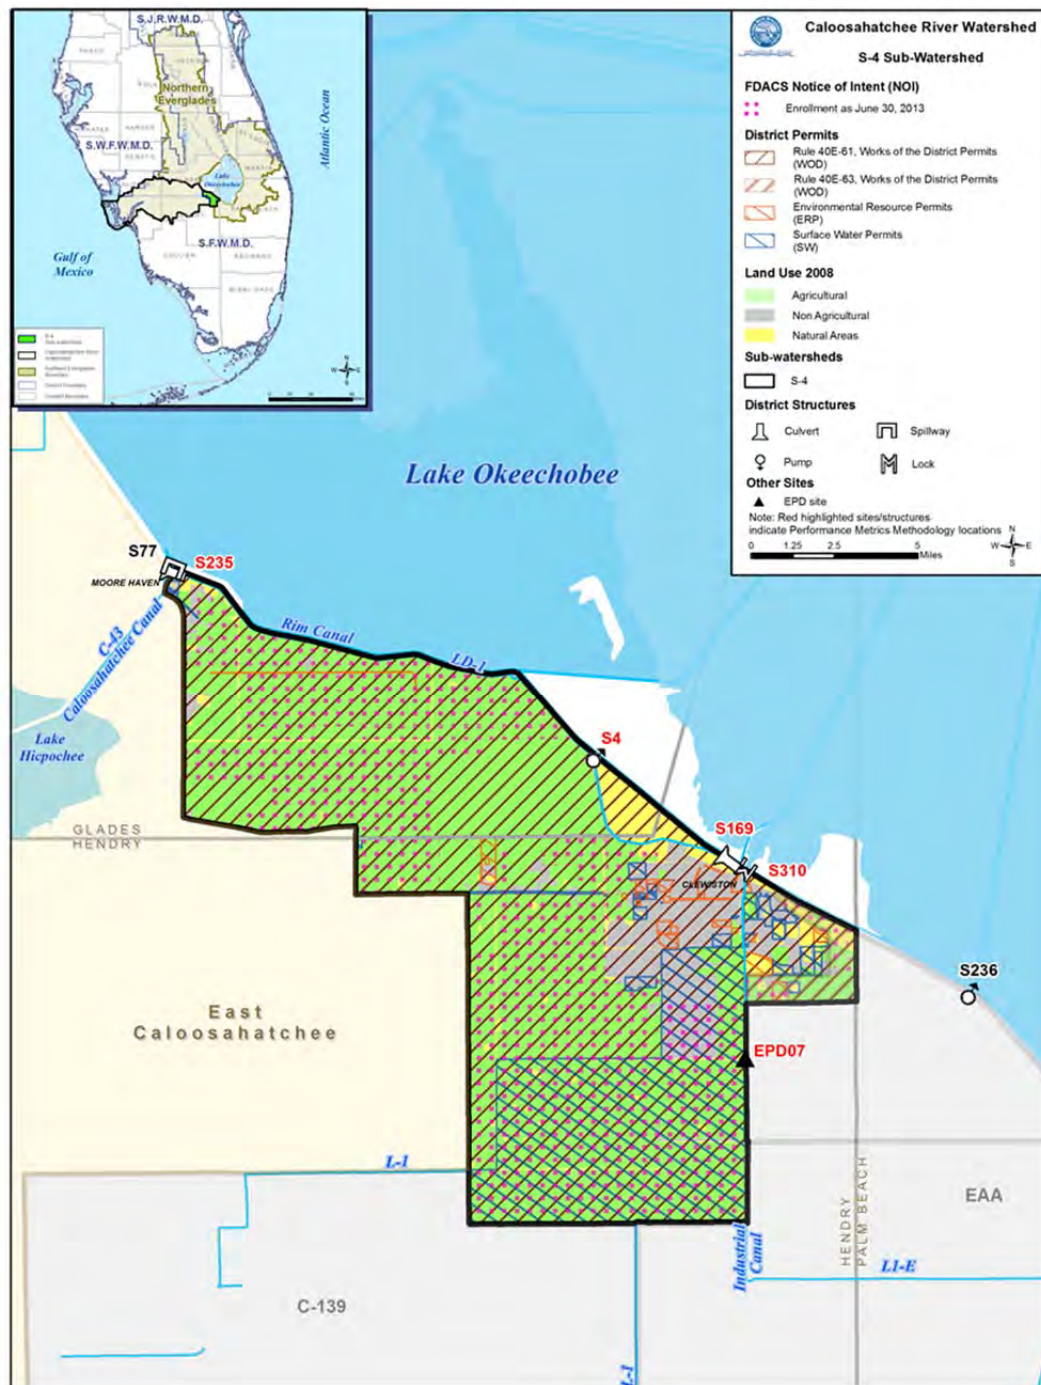 S.J.R.W.M.D.
Northern
Everglades
Atlantic Ocean
S.W.F.W.M.D.
Lake
Okeechobee
S.F.W.M.D.
Gulf of
Mexico
N
W E
S
Caloosahatchee River Watershed
S-4 Sub-Watershed
FDACS Notice of Intent (NOI)
Enrollment as June 30, 2013
District Permits
Rule 40E-61, Works of the District Permits
(WOD)
Rule 40E-63, Works of the District Permits
(WOD)
Environmental Resource Permits
(ERP)
Surface Water Permits
(SW)
Land Use 2008
Agricultural
Non Agricultural
Natural Areas
Sub-watersheds
S-4
District Structures
Culvert
Spillway
Pump
Lock
Other Sites
EPD site
Note: Red highlighted sites/structures
indicate Performance Metrics Methodology locations
0 1.25 2.5 5
Miles
N
W E
S
Lake Okeechobee
S77
S235
MOORE HAVEN
C-43
Caloosahatchee Canal
Rim Canal
LD-1
Lake
Hicpochee
S4
GLADES
HENDRY
S169
S310
CLEWISTON
S236
East
Caloosahatchee
EPD07
L-1
HENDRY
PALM BEACH
EAA
Industrial
Canal
L1-E
C-139
L-1